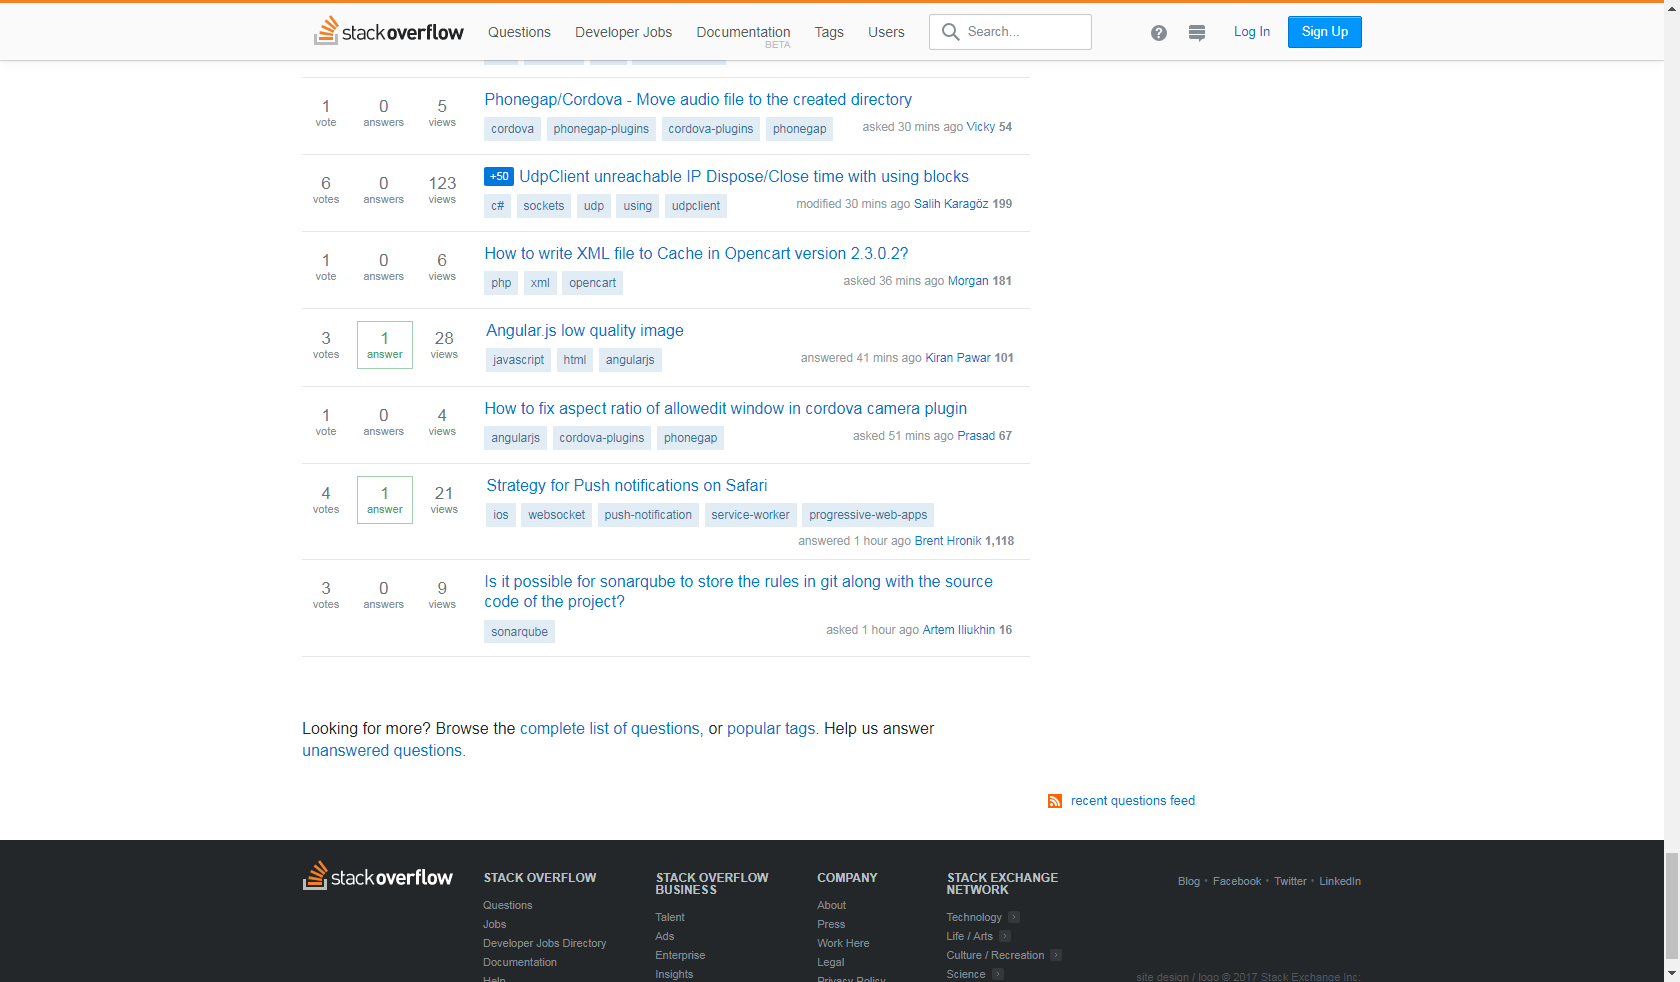 stackoverflow Questions Developer Jobs Documentation BETA Tags Users Search... ? Log In Sign Up
1 vote 0 answers 5 views
Phonegap/Cordova - Move audio file to the created directory
cordova phonegap-plugins cordova-plugins phonegap asked 30 mins ago Vicky 54
6 votes 0 answers 123 views
+50 UdpClient unreachable IP Dispose/Close time with using blocks
c# sockets udp using udpclient modified 30 mins ago Salih Karagöz 199
1 vote 0 answers 6 views
How to write XML file to Cache in Opencart version 2.3.0.2?
php xml opencart asked 36 mins ago Morgan 181
3 votes 1 answer 28 views
Angular.js low quality image
javascript html angularjs answered 41 mins ago Kiran Pawar 101
1 vote 0 answers 4 views
How to fix aspect ratio of allowedit window in cordova camera plugin
angularjs cordova-plugins phonegap asked 51 mins ago Prasad 67
4 votes 1 answer 21 views
Strategy for Push notifications on Safari
ios websocket push-notification service-worker progressive-web-apps
answered 1 hour ago Brent Hronik 1,118
3 votes 0 answers 9 views
Is it possible for sonarqube to store the rules in git along with the source
code of the project?
sonarqube asked 1 hour ago Artem Iliukhin 16
Looking for more? Browse the complete list of questions, or popular tags. Help us answer
unanswered questions.
recent questions feed
stackoverflow
STACK OVERFLOW
Questions
Jobs
Developer Jobs Directory
Documentation
Help
STACK OVERFLOW
BUSINESS
Talent
Ads
Enterprise
Insights
COMPANY
About
Press
Work Here
Legal
Privacy Policy
STACK EXCHANGE
NETWORK
Technology
Life / Arts
Culture / Recreation
Science
Blog • Facebook • Twitter • LinkedIn
site design / logo © 2017 Stack Exchange Inc;